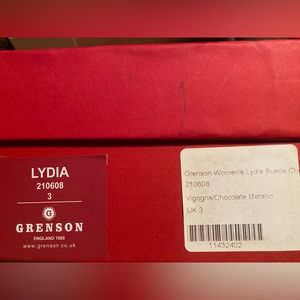 LYDIA
210608
3
G
GRENSON
ENGLAND 1866
www.grenson.co.uk
Grenson Women's Lydia Suede
210608
Vigogna/Chocolate Metallic
UK 3
11432402